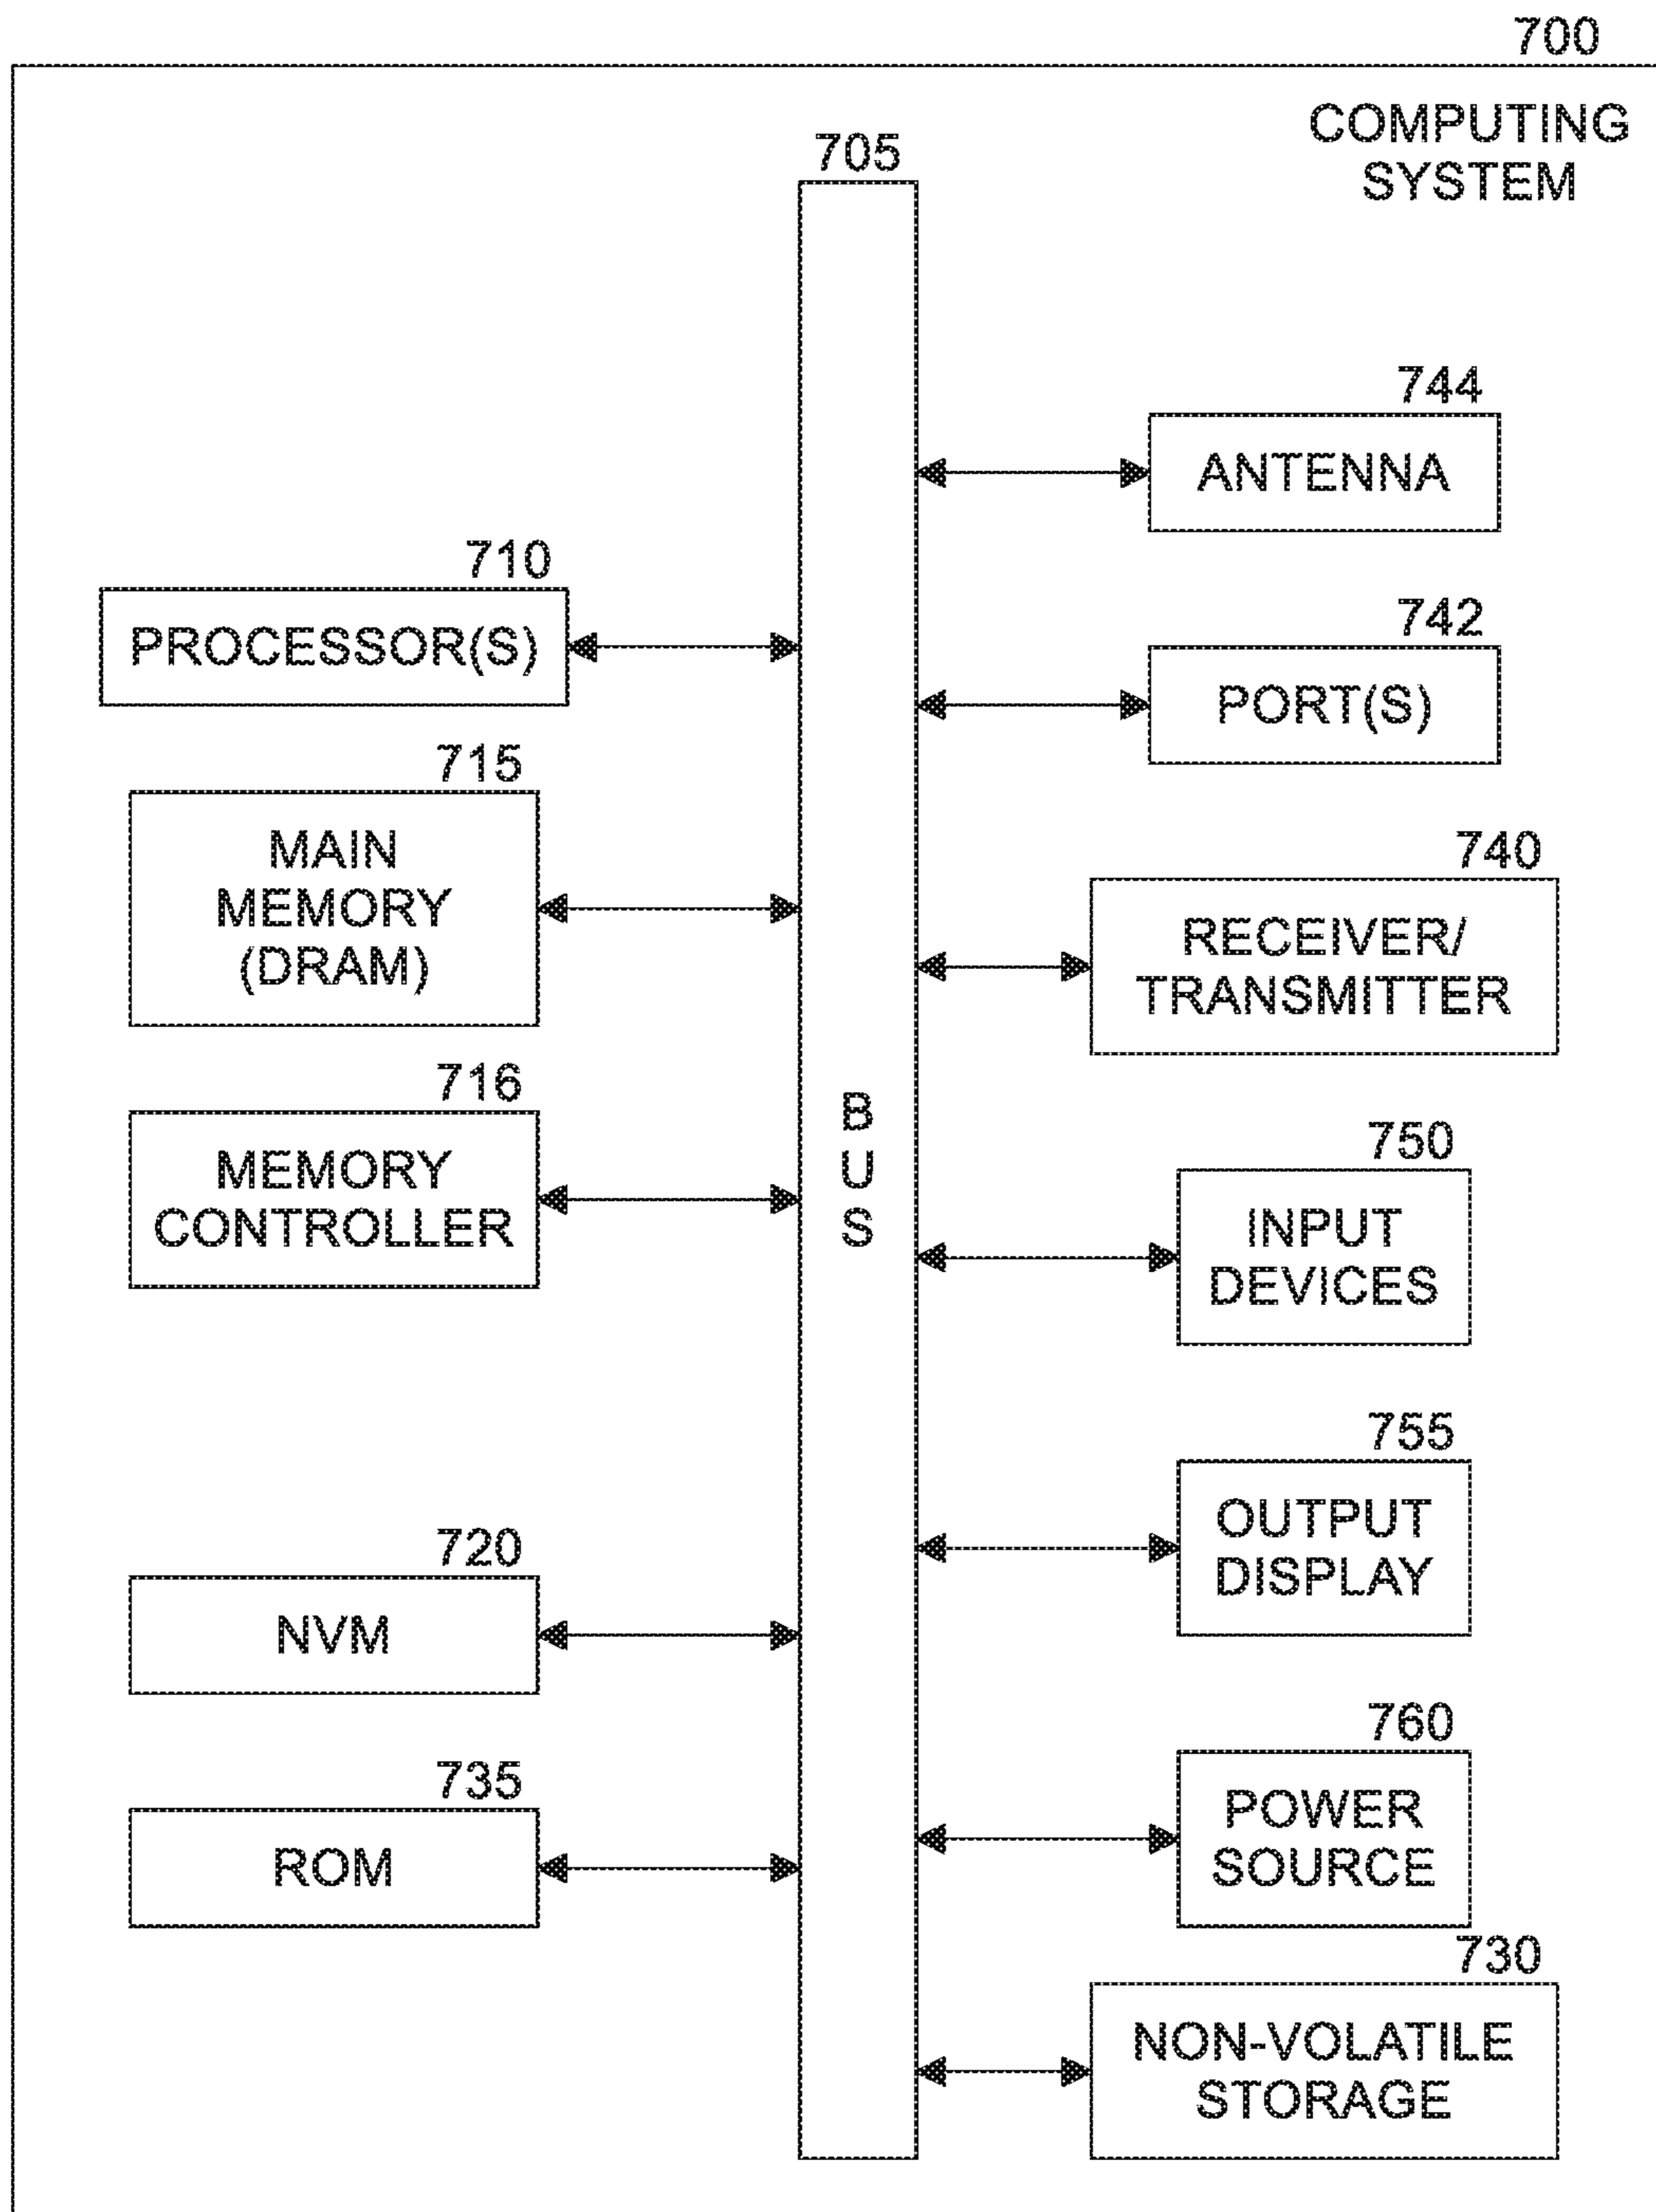 700
COMPUTING
SYSTEM
705
BUS
710
PROCESSOR(S)
715
MAIN
MEMORY
(DRAM)
716
MEMORY
CONTROLLER
720
NVM
735
ROM
744
ANTENNA
742
PORT(S)
740
RECEIVER/
TRANSMITTER
750
INPUT
DEVICES
755
OUTPUT
DISPLAY
760
POWER
SOURCE
730
NON-VOLATILE
STORAGE